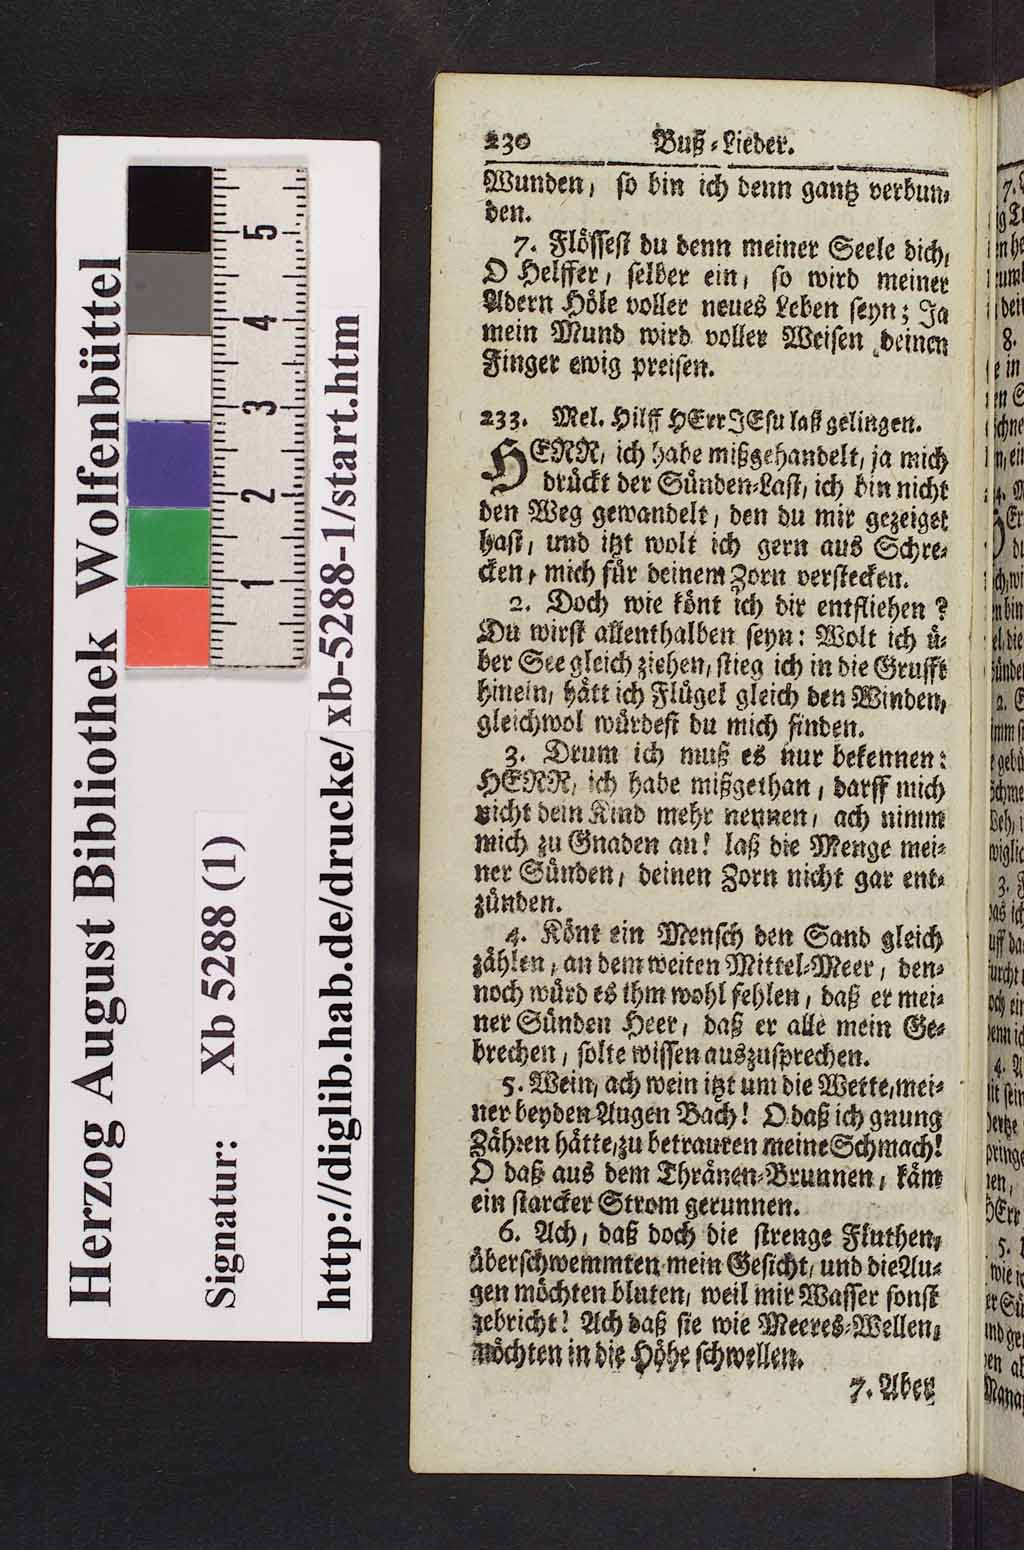 230 Buß-Lieder.
Wunden, so bin ich denn gantz verbun-
den.
7. Flössest du denn meiner Seele dich,
O Helffer, selber ein, so wird meiner
Adern Höle voller neues Leben seyn; Ja
mein Mund wird voller Weisen deinen
Finger ewig preisen.
233. Mel. Hilff HErr JEsu laß gelingen.
HERR, ich habe mißgehandelt, ja mich
drückt der Sünden-Last, ich bin nicht
den Weg gewandelt, den du mir gezeiget
hast, und itzt wolt ich gern aus Schre-
cken, mich für deinem Zorn verstecken.
2. Doch wie könt ich dir entfliehen?
Du wirst allenthalben seyn: Wolt ich ü-
ber See gleich ziehen, stieg ich in die Grufft
hinein, hätt ich Flügel gleich den Winden,
gleichwol würdest du mich finden.
3. Drum ich muß es nur bekennen:
HERR, ich habe mißgethan, darff mich
nicht dein Kind mehr nennen, ach nimm
mich zu Gnaden an! laß die Menge mei-
ner Sünden, deinen Zorn nicht gar ent-
zünden.
4. Könt ein Mensch den Sand gleich
zählen, an dem weiten Mittel-Meer, den-
noch würd es ihm wohl fehlen, daß er mei-
ner Sünden Heer, daß er alle mein Ge-
brechen, solte wissen auszusprechen.
5. Wein, ach wein itzt um die Wette, mei-
ner beyden Augen Bach! O daß ich gnung
Zähren hätte, zu betrauren meine Schmach!
O daß aus dem Thränen-Brunnen, käm
ein starcker Strom gerunnen.
6. Ach, daß doch die strenge Fluthen,
überschwemmten mein Gesicht, und die Au-
gen möchten bluten, weil mir Wasser sonst
gebricht! Ach daß sie wie Meeres-Wellen,
möchten in die Höhe schwellen.
7. Aber
Herzog August Bibliothek Wolfenbüttel
Signatur: Xb 5288 (1)
http://diglib.hab.de/drucke/ xb-5288-1/start.htm
1 2 3 4 5